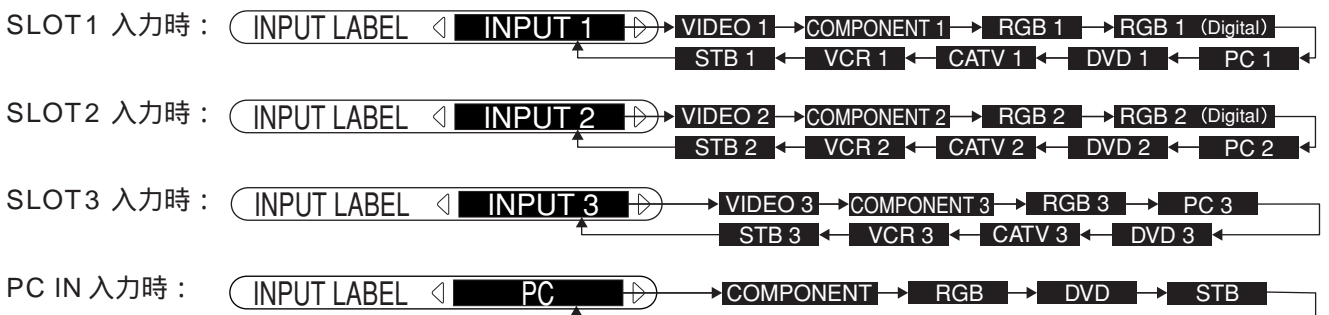 SLOT1 入力時： INPUT LABEL INPUT 1 VIDEO 1 COMPONENT 1 RGB 1 RGB 1 (Digital)
STB 1 VCR 1 CATV 1 DVD 1 PC 1
SLOT2 入力時： INPUT LABEL INPUT 2 VIDEO 2 COMPONENT 2 RGB 2 RGB 2 (Digital)
STB 2 VCR 2 CATV 2 DVD 2 PC 2
SLOT3 入力時： INPUT LABEL INPUT 3 VIDEO 3 COMPONENT 3 RGB 3 PC 3
STB 3 VCR 3 CATV 3 DVD 3
PC IN 入力時： INPUT LABEL PC COMPONENT RGB DVD STB